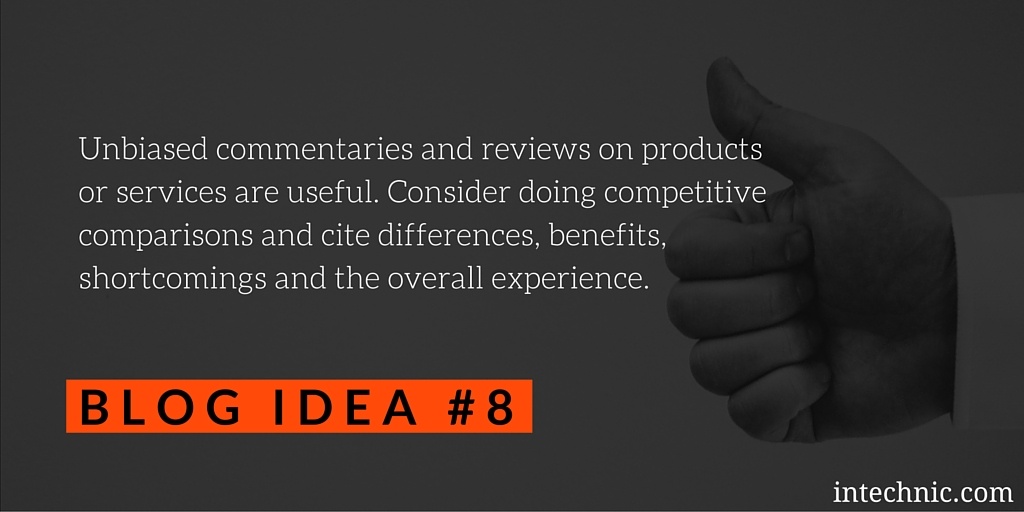 Unbiased commentaries and reviews on products
or services are useful. Consider doing competitive
comparisons and cite differences, benefits,
shortcomings and the overall experience.
BLOG IDEA #8
intechnic.com